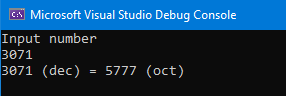 Microsoft Visual Studio Debug Console
Input number
3071
3071 (dec) = 5777 (oct)